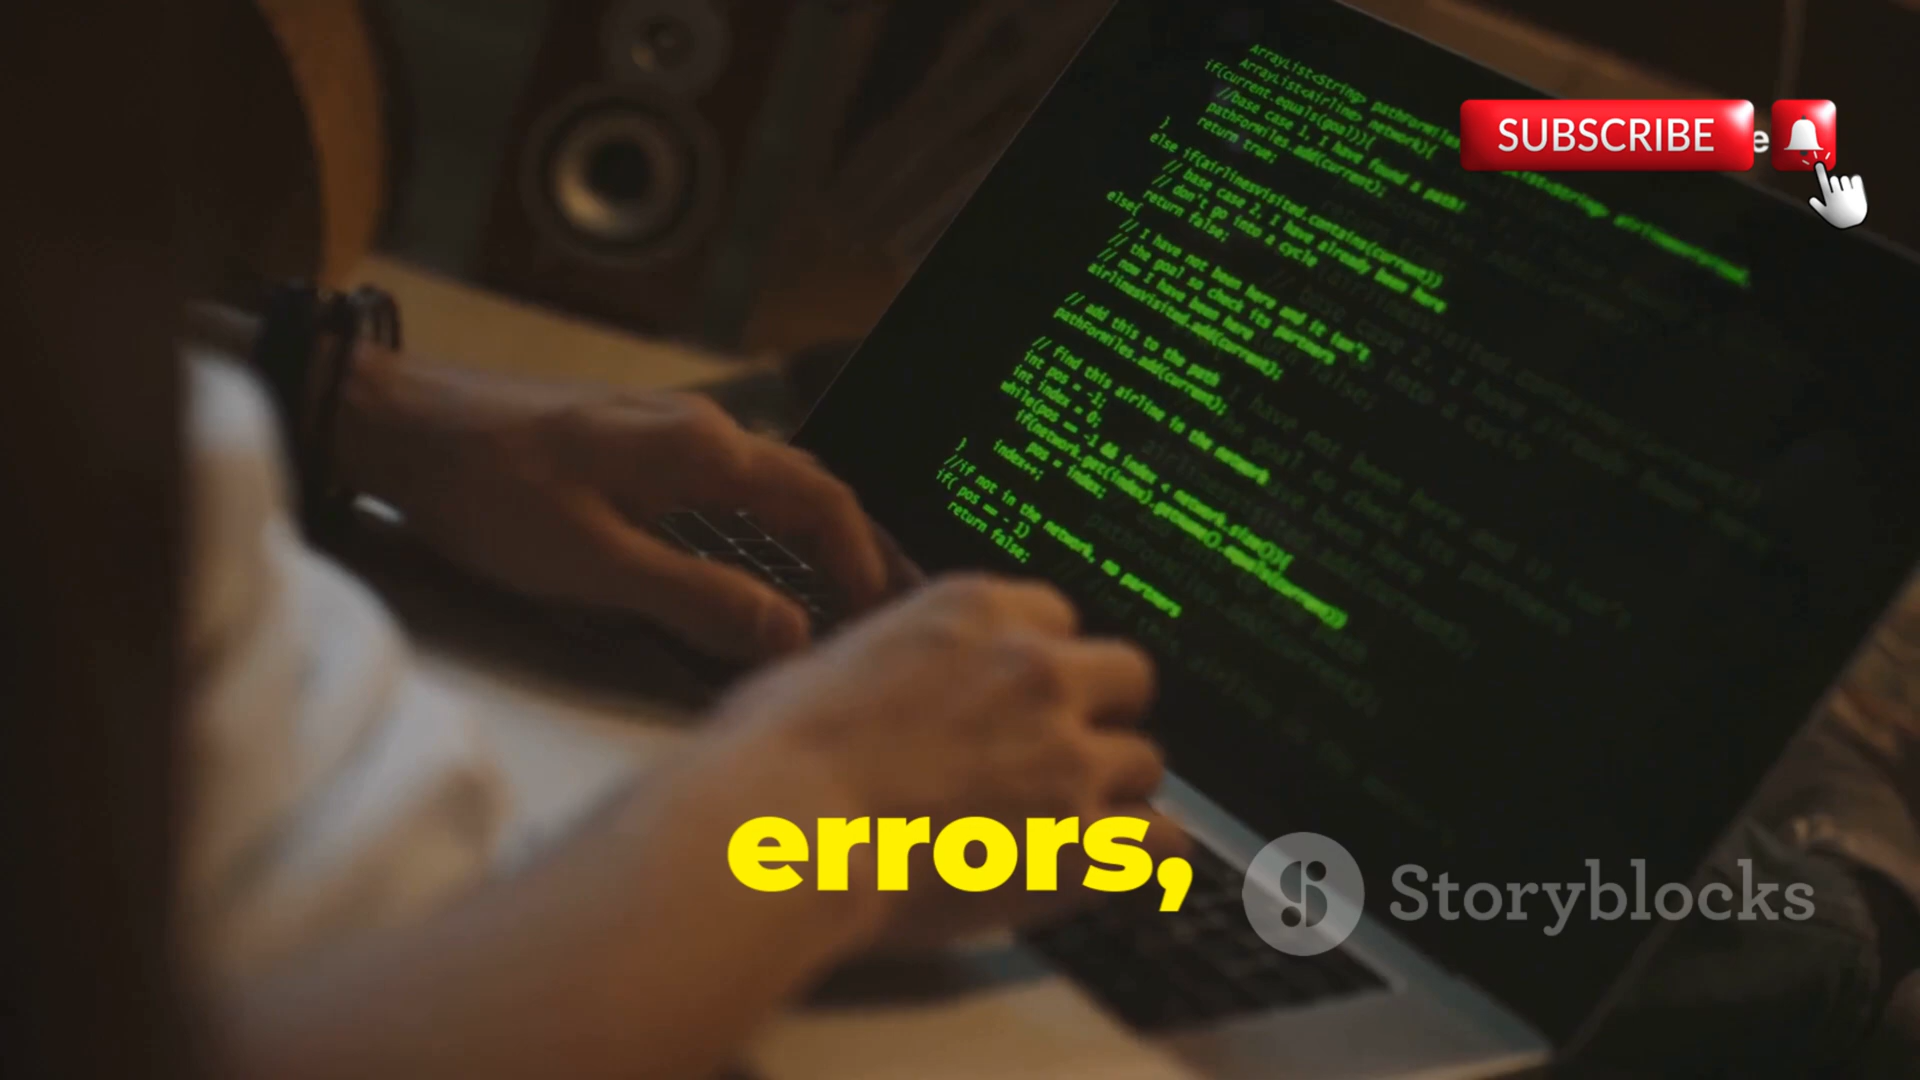 ArrayList<String> pathForMiles
ArrayList<Airline> network){
if(current.equals(goal)){
//base case 1, I have found a path!
pathForMiles.add(current);
return true;
}
else if(airlinesVisited.contains(current)){
// base case 2, I have already been here
// don't go into a cycle
return false;
else{
// I have not been here and it isn't
// the goal so check its partners
// now I have been here
airlinesVisited.add(current);
// add this to the path
pathForMiles.add(current);
// find this airline in the network
int pos = -1;
int index = 0;
while(pos == -1 && index < network.size()){
if(network.get(index).getName().equals(current))
pos = index;
index++;
}
//if not in the network, no partners
if( pos == - 1)
return false;
SUBSCRIBE
e
errors,
Storyblocks